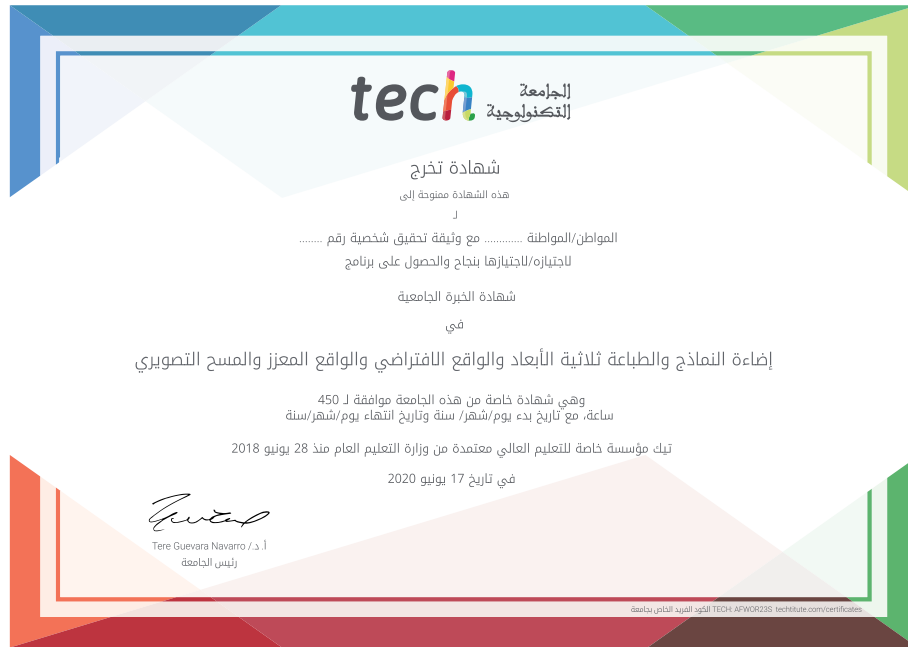 tech
الجامعة
التكنولوجية
شهادة تخرج
هذه الشهادة ممنوحة إلى
لـ
المواطن/المواطنة ............ مع وثيقة تحقيق شخصية رقم ........
لاجتيازه/لاجتيازها بنجاح والحصول على برنامج
شهادة الخبرة الجامعية
في
إضاءة النماذج والطباعة ثلاثية الأبعاد والواقع الافتراضي والواقع المعزز والمسح التصويري
وهي شهادة خاصة من هذه الجامعة موافقة لـ 450
ساعة، مع تاريخ بدء يوم/شهر/ سنة وتاريخ انتهاء يوم/شهر/سنة
تيك مؤسسة خاصة للتعليم العالي معتمدة من وزارة التعليم العام منذ 28 يونيو 2018
في تاريخ 17 يونيو 2020
أ. د./ Tere Guevara Navarro
رئيس الجامعة
الكود الفريد الخاص بجامعة TECH: AFWOR23S techtitute.com/certificates